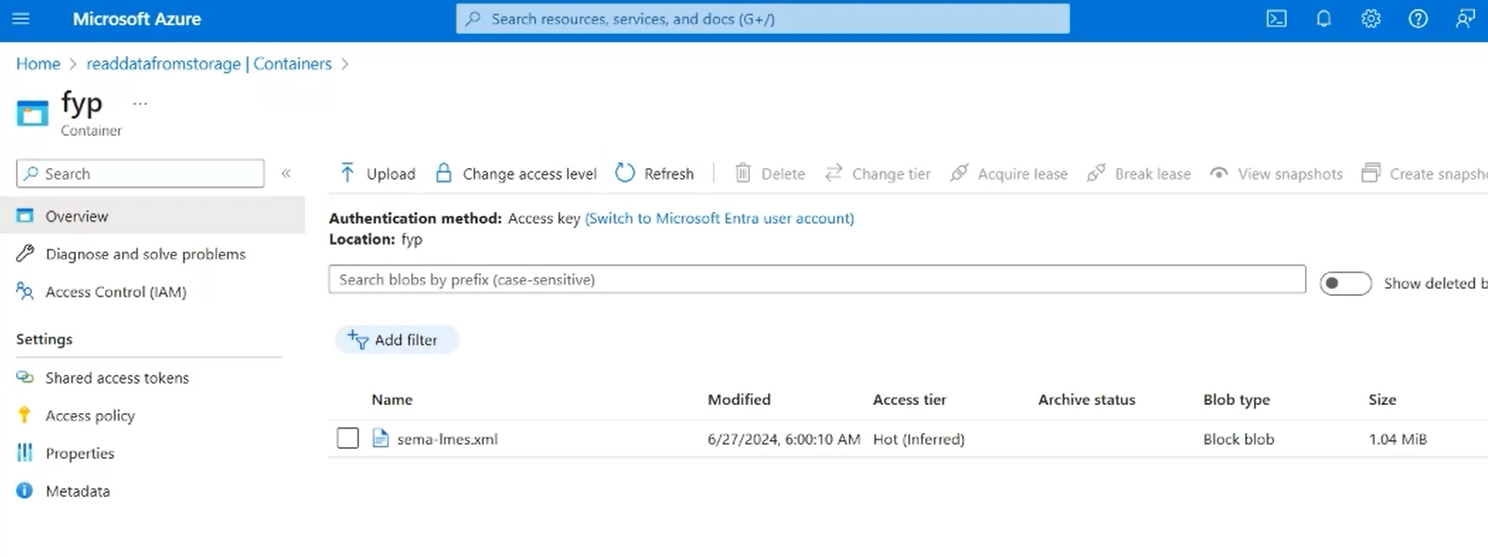 Microsoft Azure
Search resources, services, and docs (G+/)
Home > readdatafromstorage | Containers >
fyp ...
Container
Search «
Upload Change access level Refresh | Delete Change tier Acquire lease Break lease View snapshots Create snapsh
Overview
Authentication method: Access key (Switch to Microsoft Entra user account)
Location: fyp
Diagnose and solve problems
Search blobs by prefix (case-sensitive) Show deleted b
Access Control (IAM)
Settings
Add filter
Shared access tokens
Access policy
Properties
Metadata
Name Modified Access tier Archive status Blob type Size
sema-lmes.xml 6/27/2024, 6:00:10 AM Hot (Inferred) Block blob 1.04 MiB